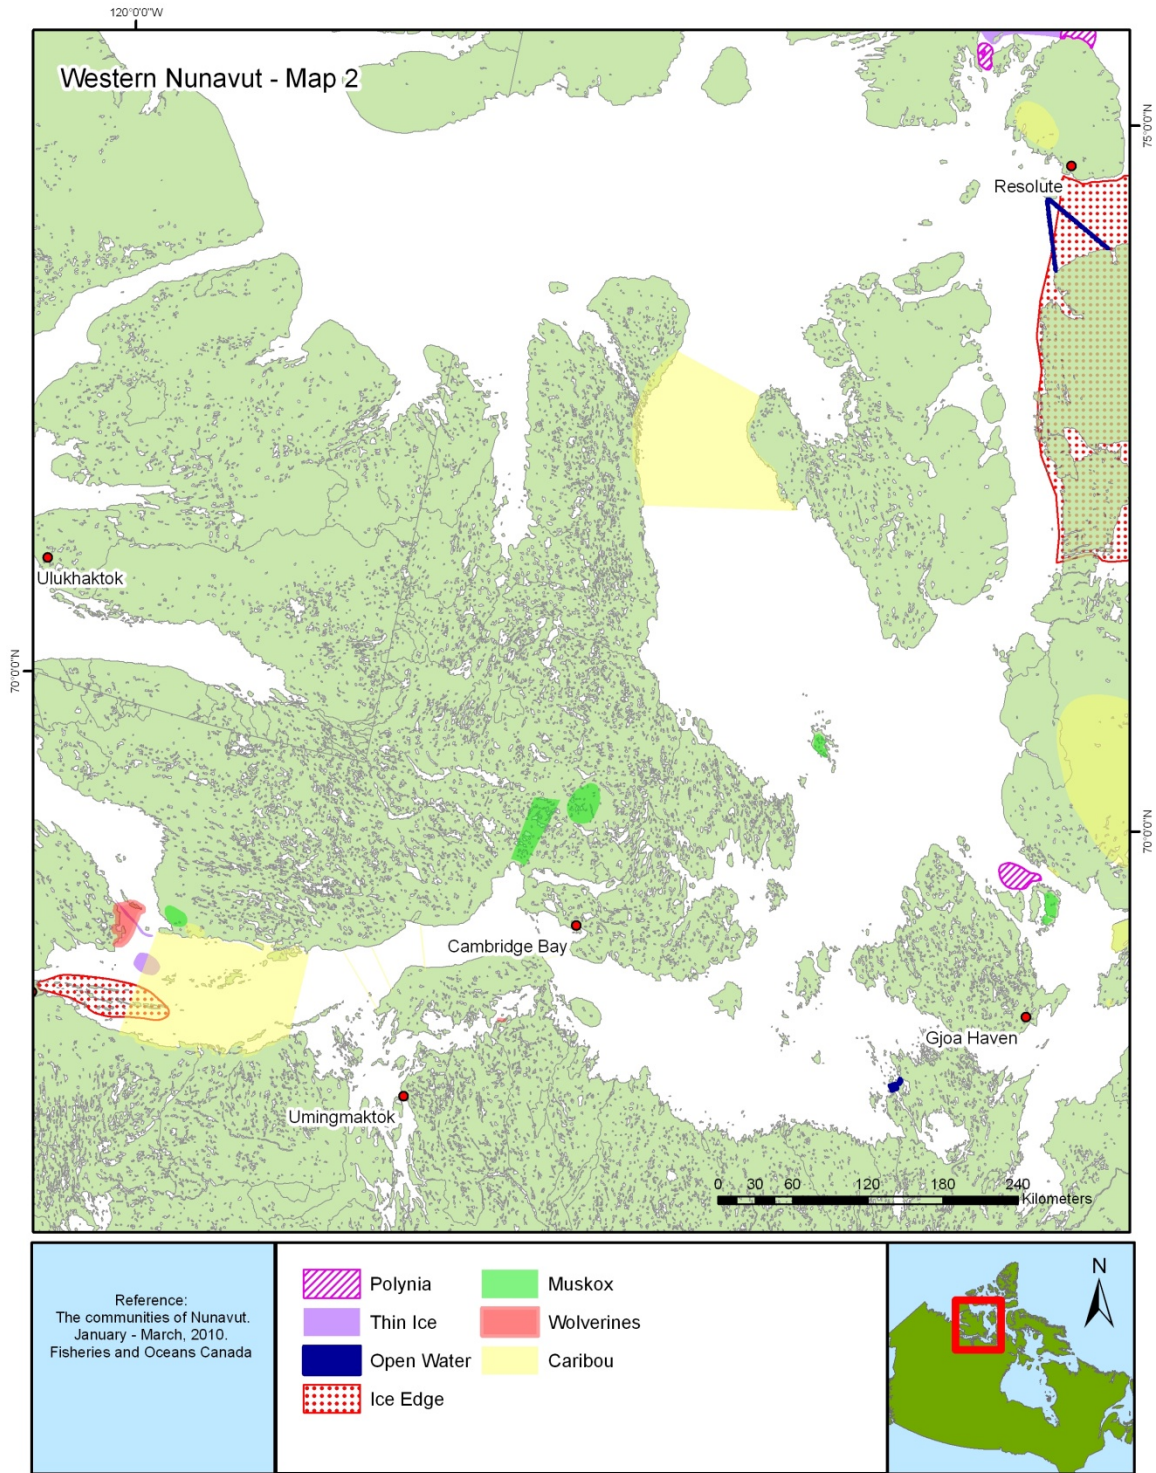 120°0'0"W
Western Nunavut - Map 2
75°0'0"N
Resolute
Ulukhaktok
70°0'0"N
70°0'0"N
Cambridge Bay
Gjoa Haven
Umingmaktok
0 30 60 120 180 240
Kilometers
Reference:
The communities of Nunavut.
January - March, 2010.
Fisheries and Oceans Canada
Polynia
Thin Ice
Open Water
Ice Edge
Muskox
Wolverines
Caribou
N